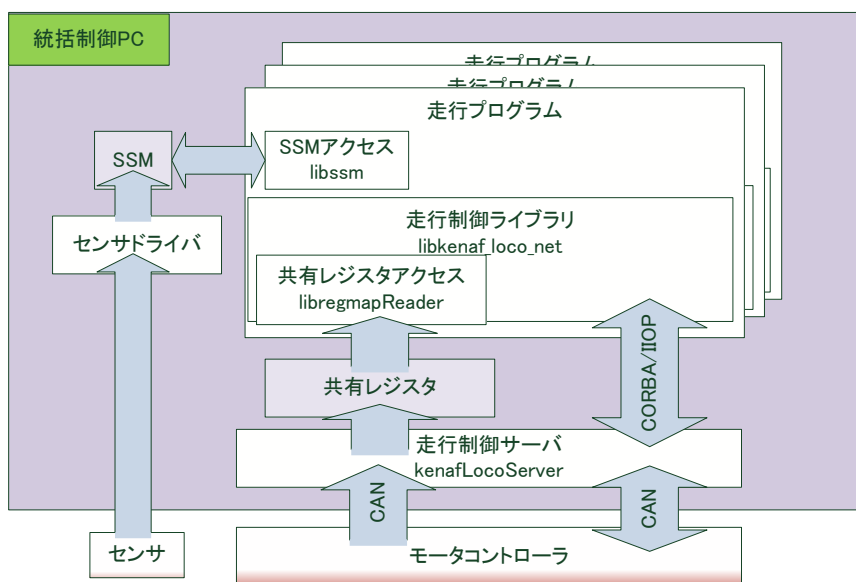 統括制御PC
走行プログラム
走行プログラム
走行プログラム
SSM
SSMアクセス
libssm
センサドライバ
走行制御ライブラリ
libkenaf_loco_net
共有レジスタアクセス
libregmapReader
共有レジスタ
CORBA/IIOP
走行制御サーバ
kenafLocoServer
CAN
CAN
センサ
モータコントローラ